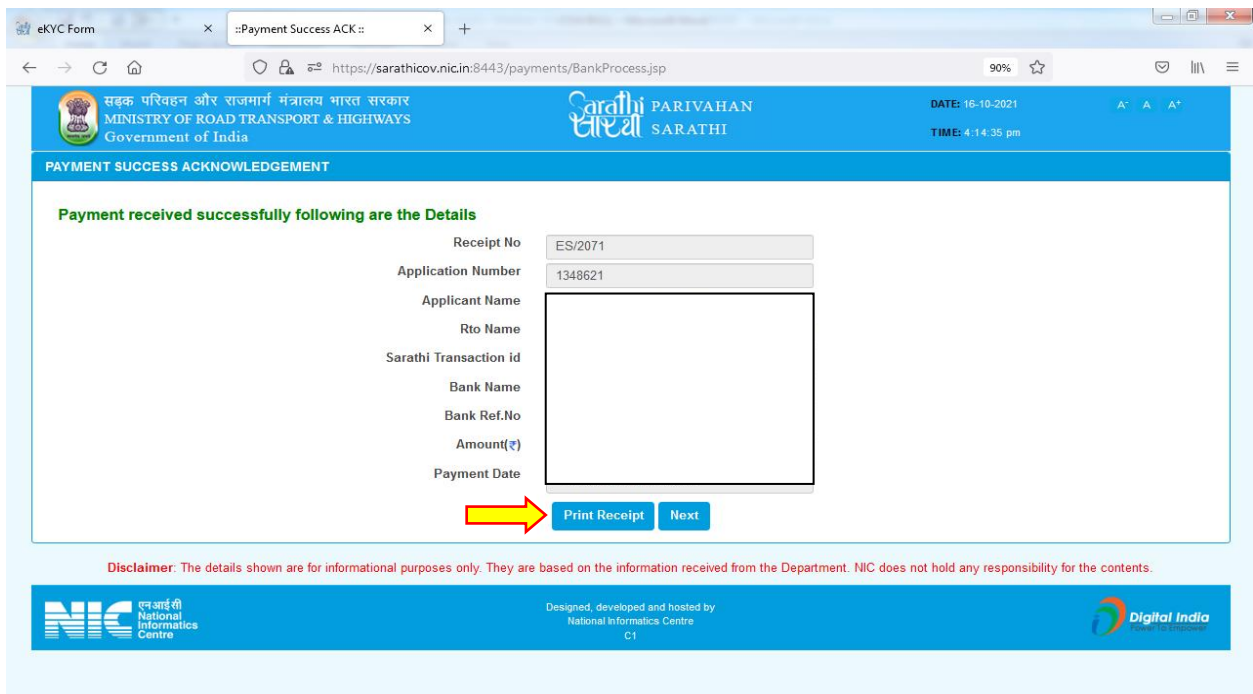 eKYC Form
::Payment Success ACK ::
https://sarathicov.nic.in:8443/payments/BankProcess.jsp
90%
सड़क परिवहन और राजमार्ग मंत्रालय भारत सरकार
MINISTRY OF ROAD TRANSPORT & HIGHWAYS
Government of India
Sarathi
सारथी
PARIVAHAN
SARATHI
DATE: 16-10-2021
TIME: 4:14:35 pm
A- A A+
PAYMENT SUCCESS ACKNOWLEDGEMENT
Payment received successfully following are the Details
Receipt No ES/2071
Application Number 1348621
Applicant Name
Rto Name
Sarathi Transaction id
Bank Name
Bank Ref.No
Amount(₹)
Payment Date
Print Receipt Next
Disclaimer: The details shown are for informational purposes only. They are based on the information received from the Department. NIC does not hold any responsibility for the contents.
NIC
एन आई सी
National
Informatics
Centre
Designed, developed and hosted by
National Informatics Centre
C1
Digital India
Power To Empower